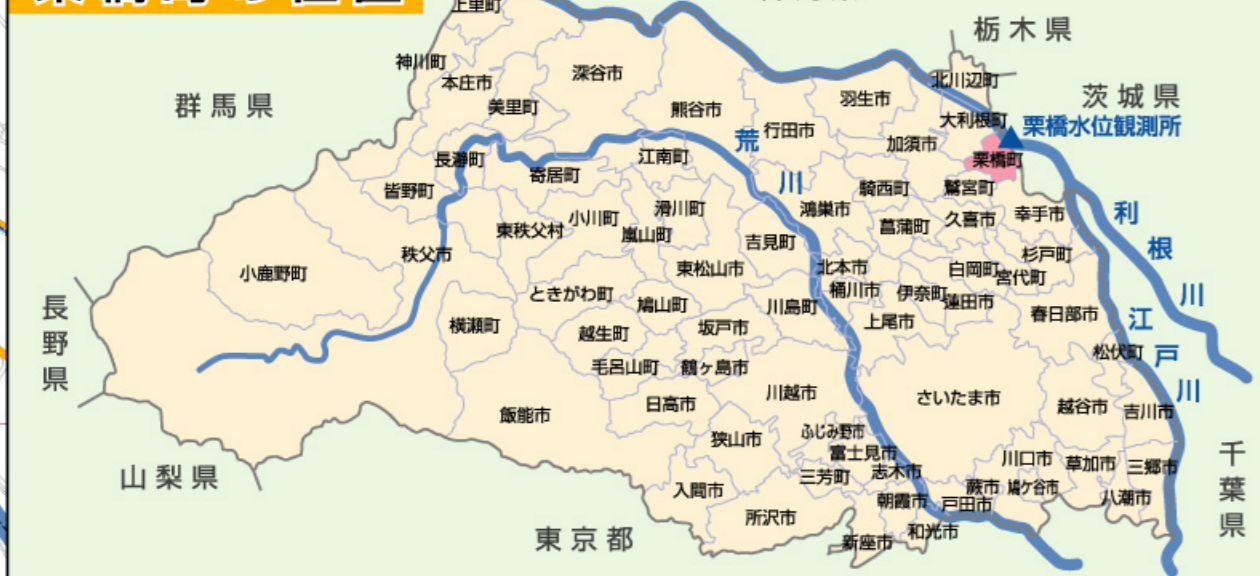 上里町
栃木県
神川町
本庄市
深谷市
北川辺町
群馬県
美里町
熊谷市
羽生市
茨城県
大利根町
栗橋水位観測所
行田市
荒川
加須市
長瀞町
江南町
栗橋町
寄居町
皆野町
騎西町
鷲宮町
小川町
滑川町
鴻巣市
久喜市
幸手市
利根川
東秩父村
嵐山町
吉見町
菖蒲町
秩父市
杉戸町
小鹿野町
東松山市
北本市
白岡町
宮代町
ときがわ町
鳩山町
川島町
桶川市
伊奈町
蓮田市
長野県
横瀬町
越生町
坂戸市
上尾市
春日部市
江戸川
松伏町
毛呂山町
鶴ヶ島市
川越市
さいたま市
日高市
飯能市
越谷市
吉川市
狭山市
ふじみ野市
富士見市
山梨県
三芳町
志木市
川口市
草加市
三郷市
千葉県
入間市
朝霞市
蕨市
鳩ケ谷市
八潮市
所沢市
戸田市
東京都
新座市
和光市